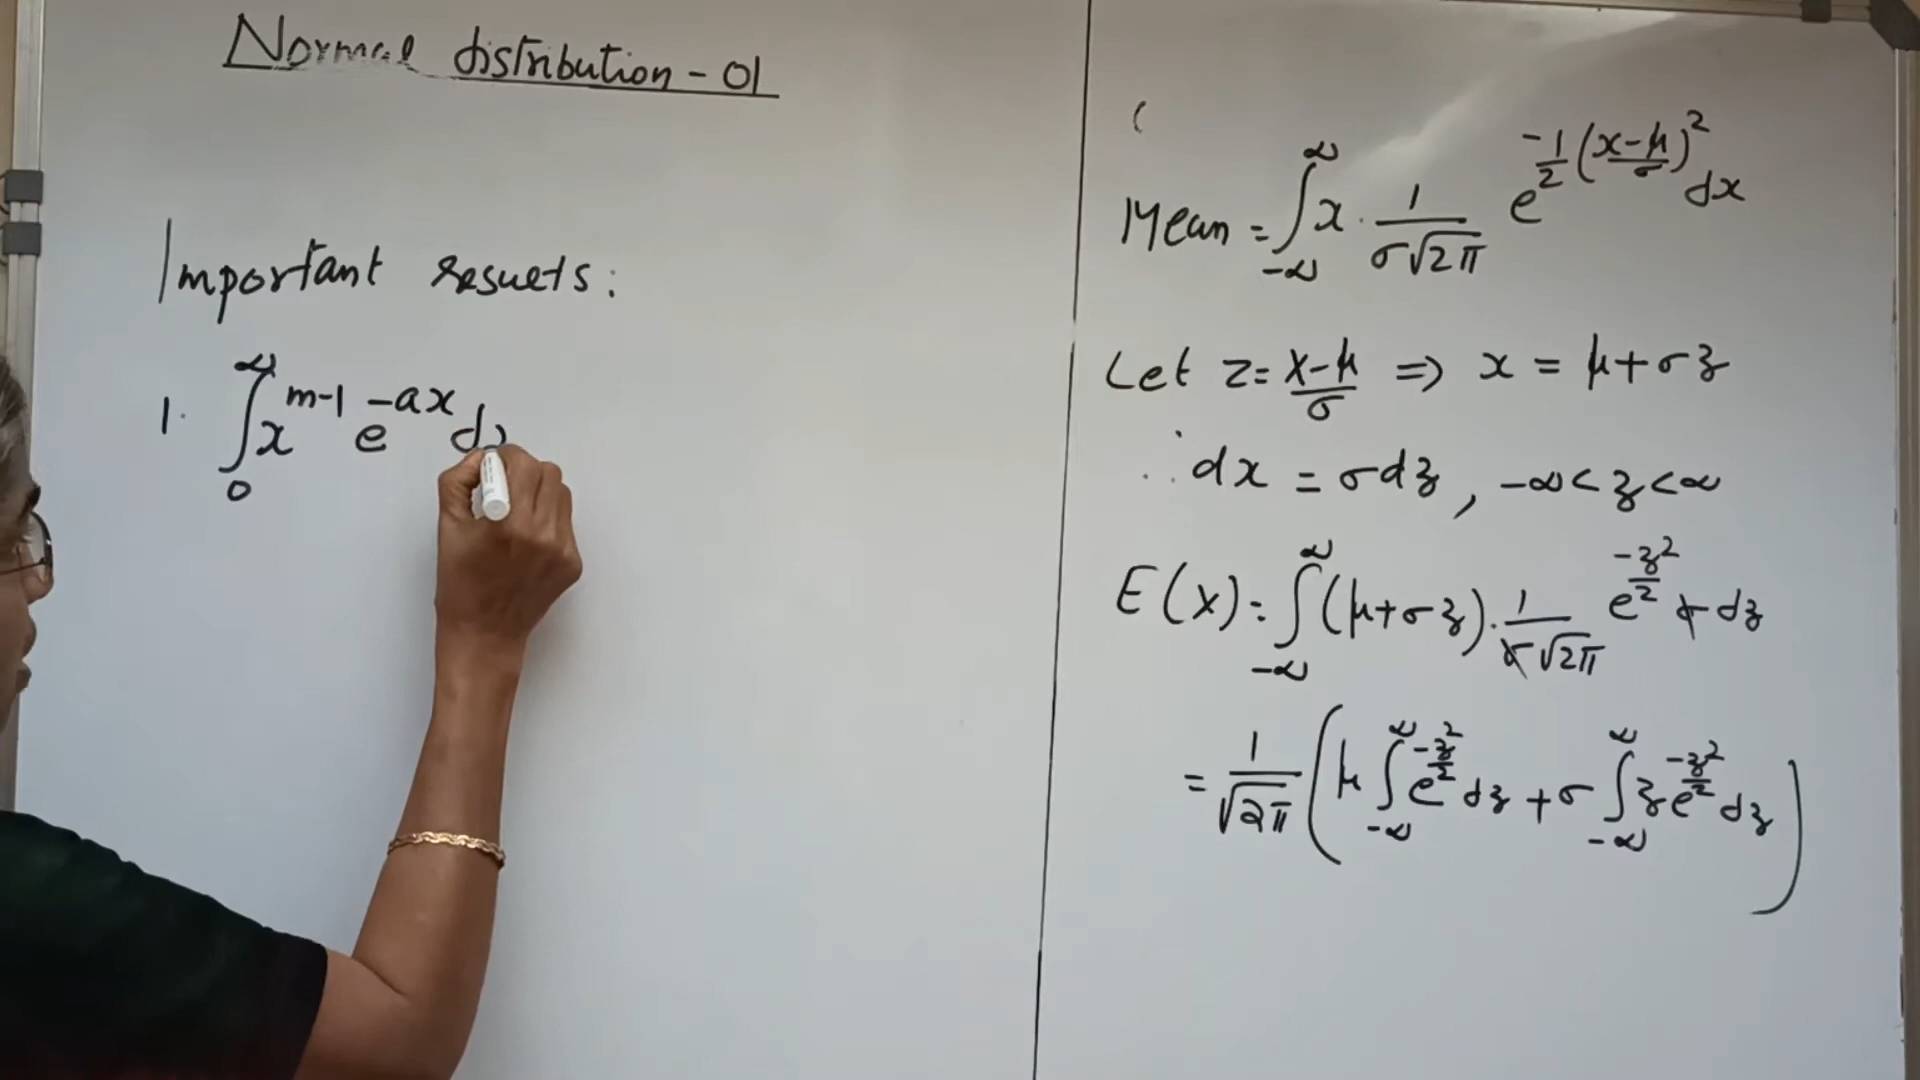 Normal distribution - 01
Important results:
1. ∫₀^∞ x^(m-1) e^(-ax) dx
Mean = ∫_{-∞}^{∞} x · 1/(σ√2π) e^(-1/2 ((x-μ)/σ)²) dx
Let z = (X-μ)/σ ⇒ x = μ + σz
∴ dx = σdz, -∞ < z < ∞
E(X) = ∫_{-∞}^{∞} (μ+σz) · 1/(σ√2π) e^(-z²/2) σ dz
= 1/√2π ( μ ∫_{-∞}^{∞} e^(-z²/2) dz + σ ∫_{-∞}^{∞} z e^(-z²/2) dz )